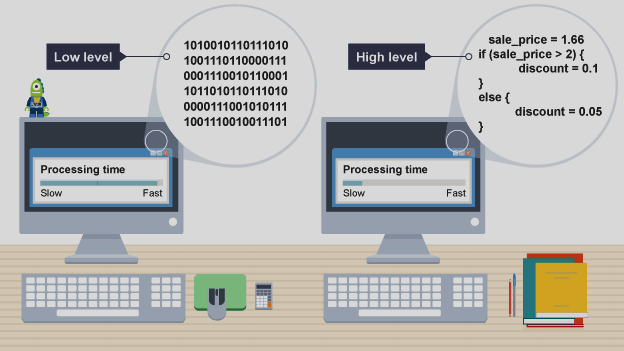 Low level
1010010110111010
1001110110000111
0001110010110001
1011010110111010
0000111001010111
1001110010011101
Processing time
Slow Fast
High level
sale_price = 1.66
if (sale_price > 2) {
discount = 0.1
}
else {
discount = 0.05
}
Processing time
Slow Fast